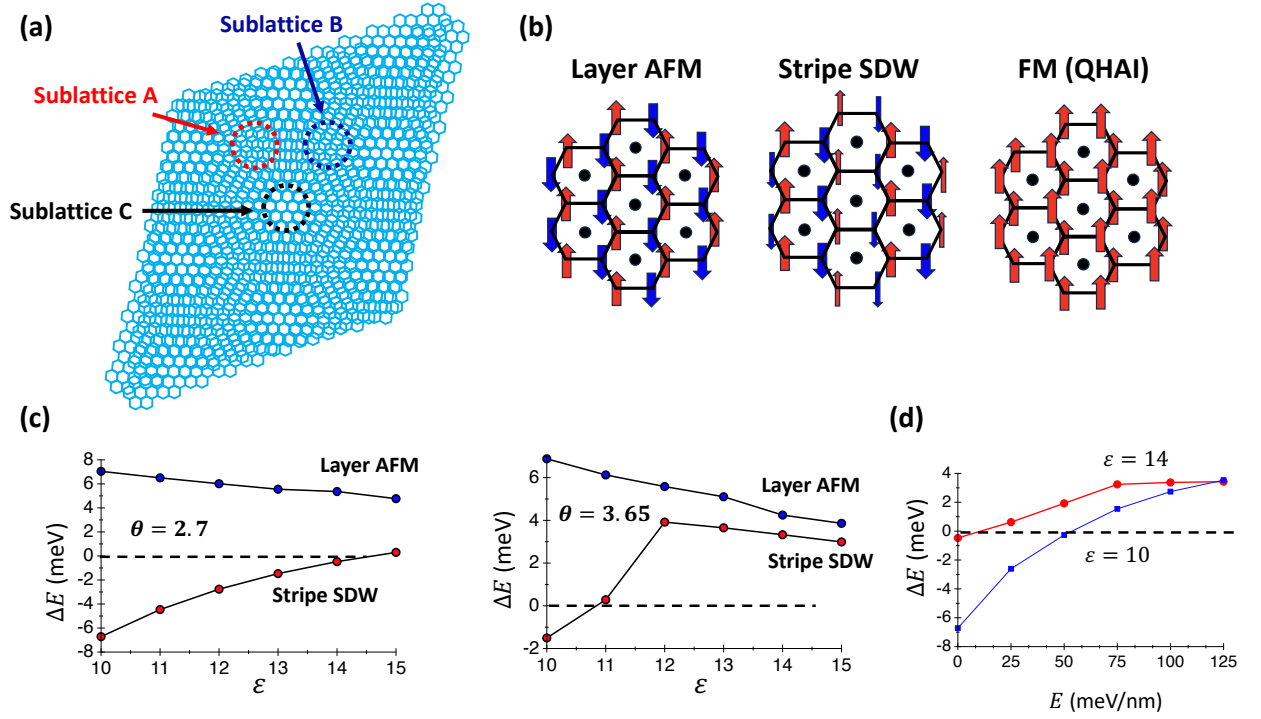 (a)
Sublattice B
Sublattice A
Sublattice C
(b)
Layer AFM
Stripe SDW
FM (QHAI)
(c)
8
6
4
2
0
-2
-4
-6
-8
10
11
12
13
14
15
ΔE (meV)
ε
Layer AFM
θ = 2.7
Stripe SDW
6
4
2
0
-2
10
11
12
13
14
15
ΔE (meV)
ε
Layer AFM
θ = 3.65
Stripe SDW
(d)
4
2
0
-2
-4
-6
-8
0
25
50
75
100
125
ΔE (meV)
E (meV/nm)
ε = 14
ε = 10